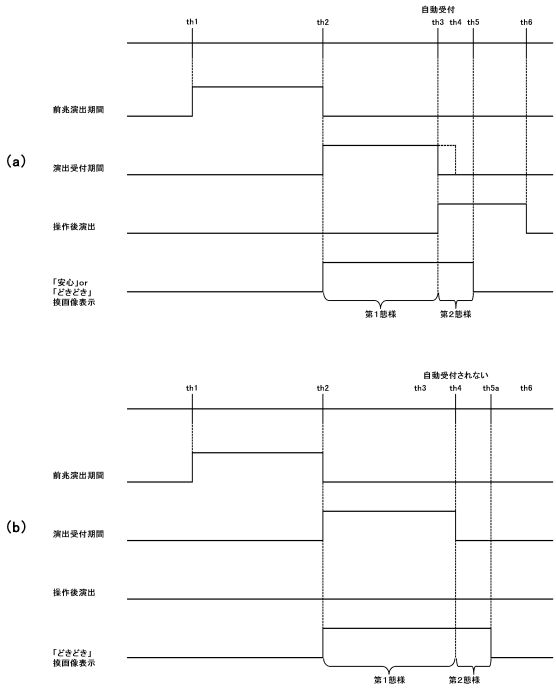 自動受付
th1 th2 th3 th4 th5 th6
前兆演出期間
(a)
演出受付期間
操作後演出
「安心」or
「どきどき」
換画像表示
第1態様 第2態様
自動受付されない
th1 th2 th3 th4 th5a th6
前兆演出期間
(b)
演出受付期間
操作後演出
「どきどき」
換画像表示
第1態様 第2態様